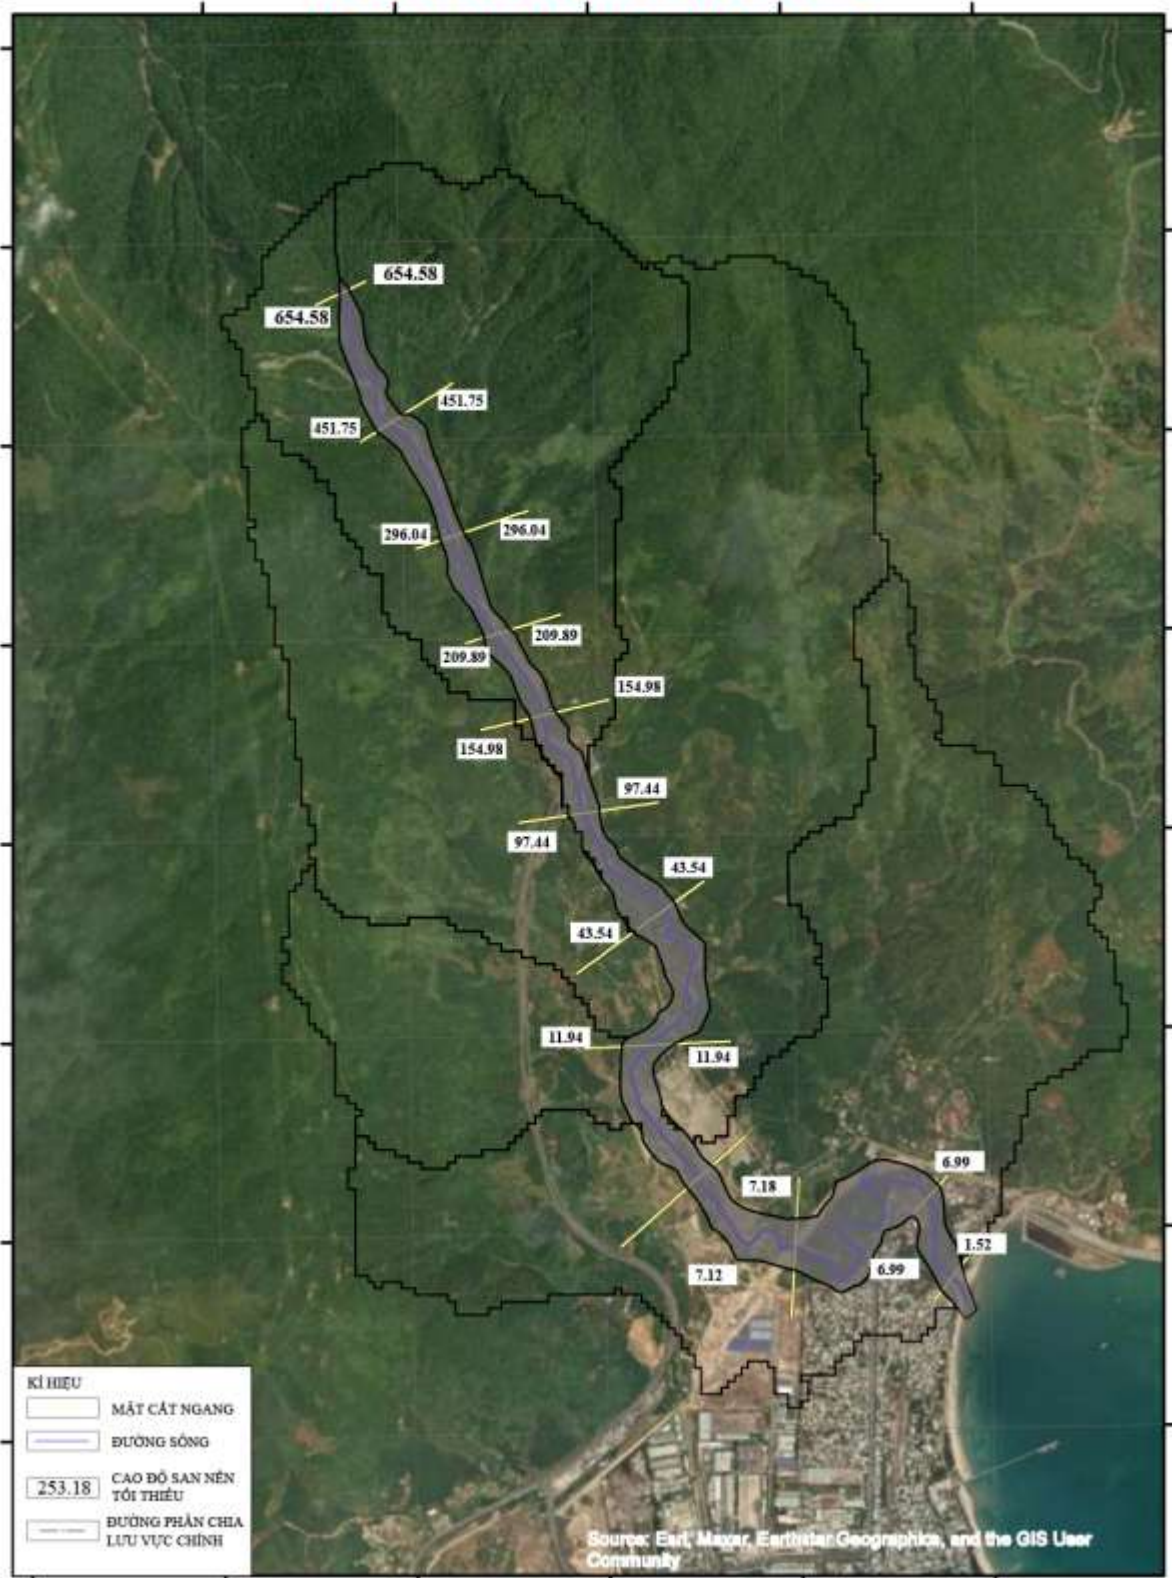 654.58
654.58
451.75
451.75
296.04
296.04
209.89
209.89
154.98
154.98
97.44
97.44
43.54
43.54
11.94
11.94
6.99
7.18
1.52
6.99
7.12
KÍ HIỆU
MẶT CẮT NGANG
ĐƯỜNG SÔNG
253.18
CAO ĐỘ SAN NỀN
TỐI THIỂU
ĐƯỜNG PHÂN CHIA
LƯU VỰC CHÍNH
Source: Esri, Maxar, Earthstar Geographics, and the GIS User
Community